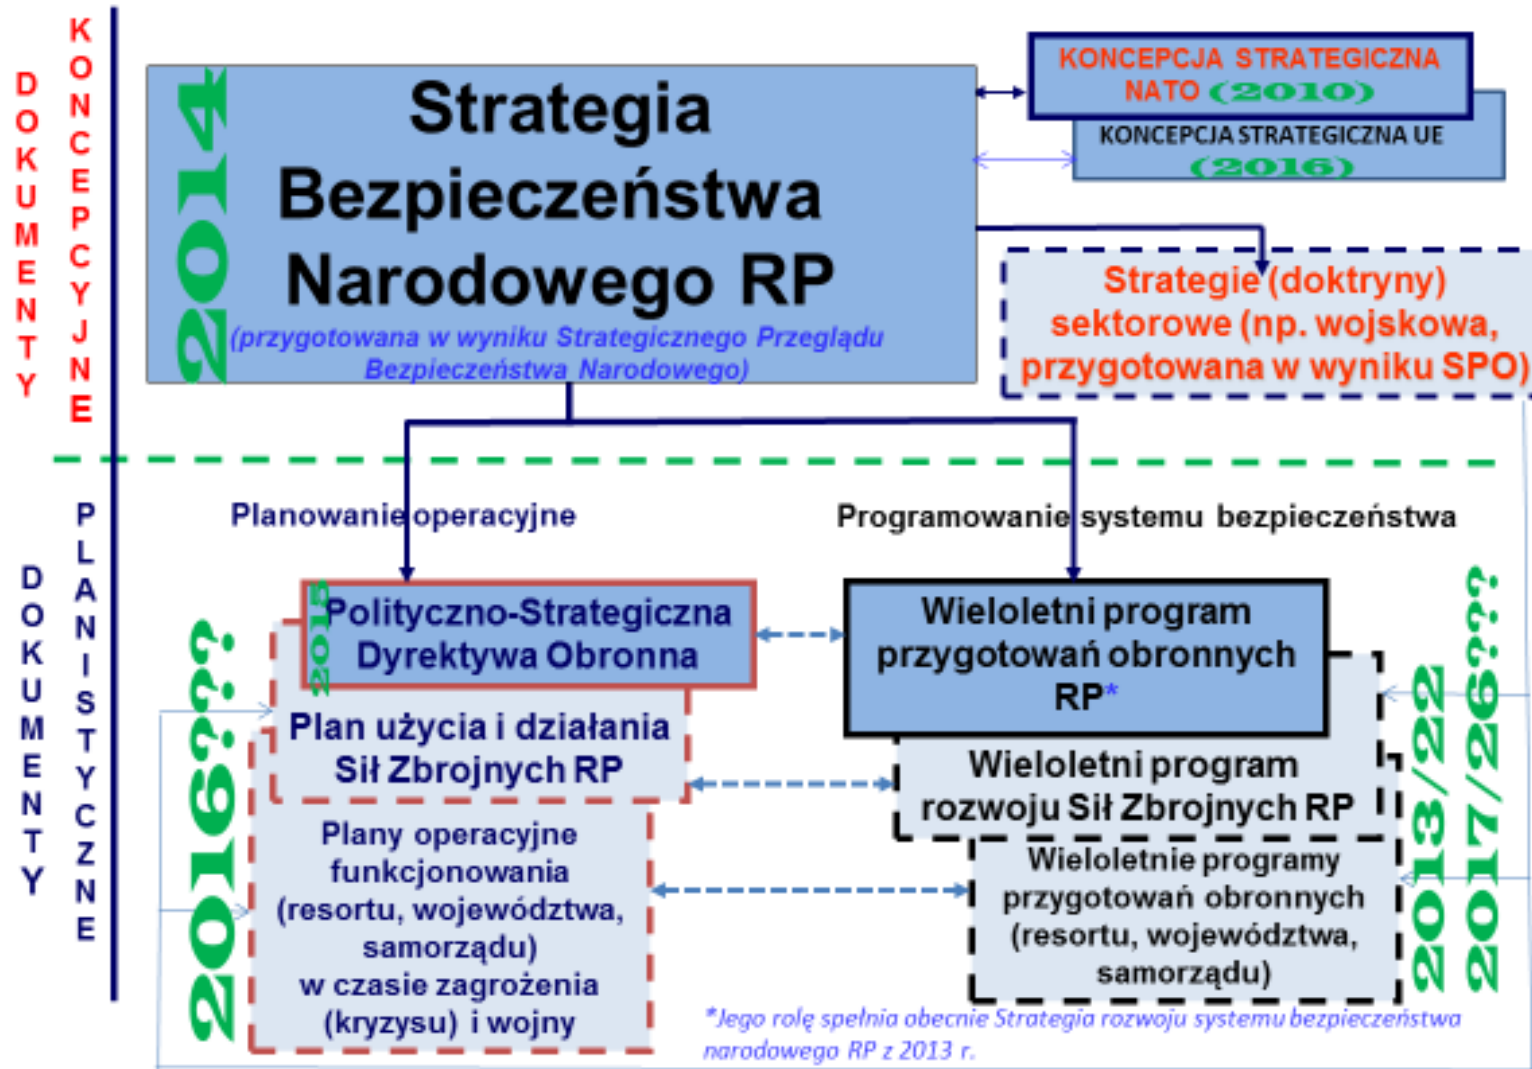 DOKUMENTY
KONCEPCYJNE
2014
Strategia
Bezpieczeństwa
Narodowego RP
(przygotowana w wyniku Strategicznego Przeglądu
Bezpieczeństwa Narodowego)
KONCEPCJA STRATEGICZNA
NATO (2010)
KONCEPCJA STRATEGICZNA UE
(2016)
Strategie (doktryny)
sektorowe (np. wojskowa,
przygotowana w wyniku SPO)
DOKUMENTY
PLANISTYCZNE
Planowanie operacyjne
Programowanie systemu bezpieczeństwa
2016???
2015
Polityczno-Strategiczna
Dyrektywa Obronna
Plan użycia i działania
Sił Zbrojnych RP
Plany operacyjne
funkcjonowania
(resortu, województwa,
samorządu)
w czasie zagrożenia
(kryzysu) i wojny
Wieloletni program
przygotowań obronnych
RP*
Wieloletni program
rozwoju Sił Zbrojnych RP
Wieloletnie programy
przygotowań obronnych
(resortu, województwa,
samorządu)
2013/22
2017/26???
*Jego rolę spełnia obecnie Strategia rozwoju systemu bezpieczeństwa
narodowego RP z 2013 r.